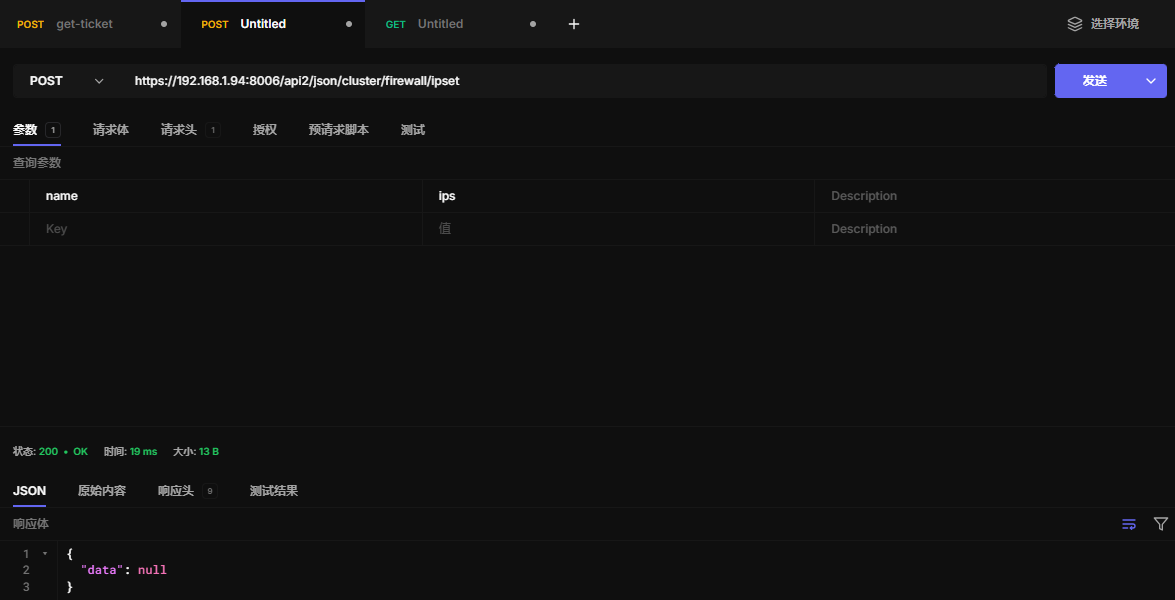 POST get-ticket POST Untitled GET Untitled + 选择环境
POST https://192.168.1.94:8006/api2/json/cluster/firewall/ipset 发送
参数 1 请求体 请求头 1 授权 预请求脚本 测试
查询参数
name ips Description
Key 值 Description
状态: 200 • OK 时间: 19 ms 大小: 13 B
JSON 原始内容 响应头 9 测试结果
响应体
1 {
2 "data": null
3 }